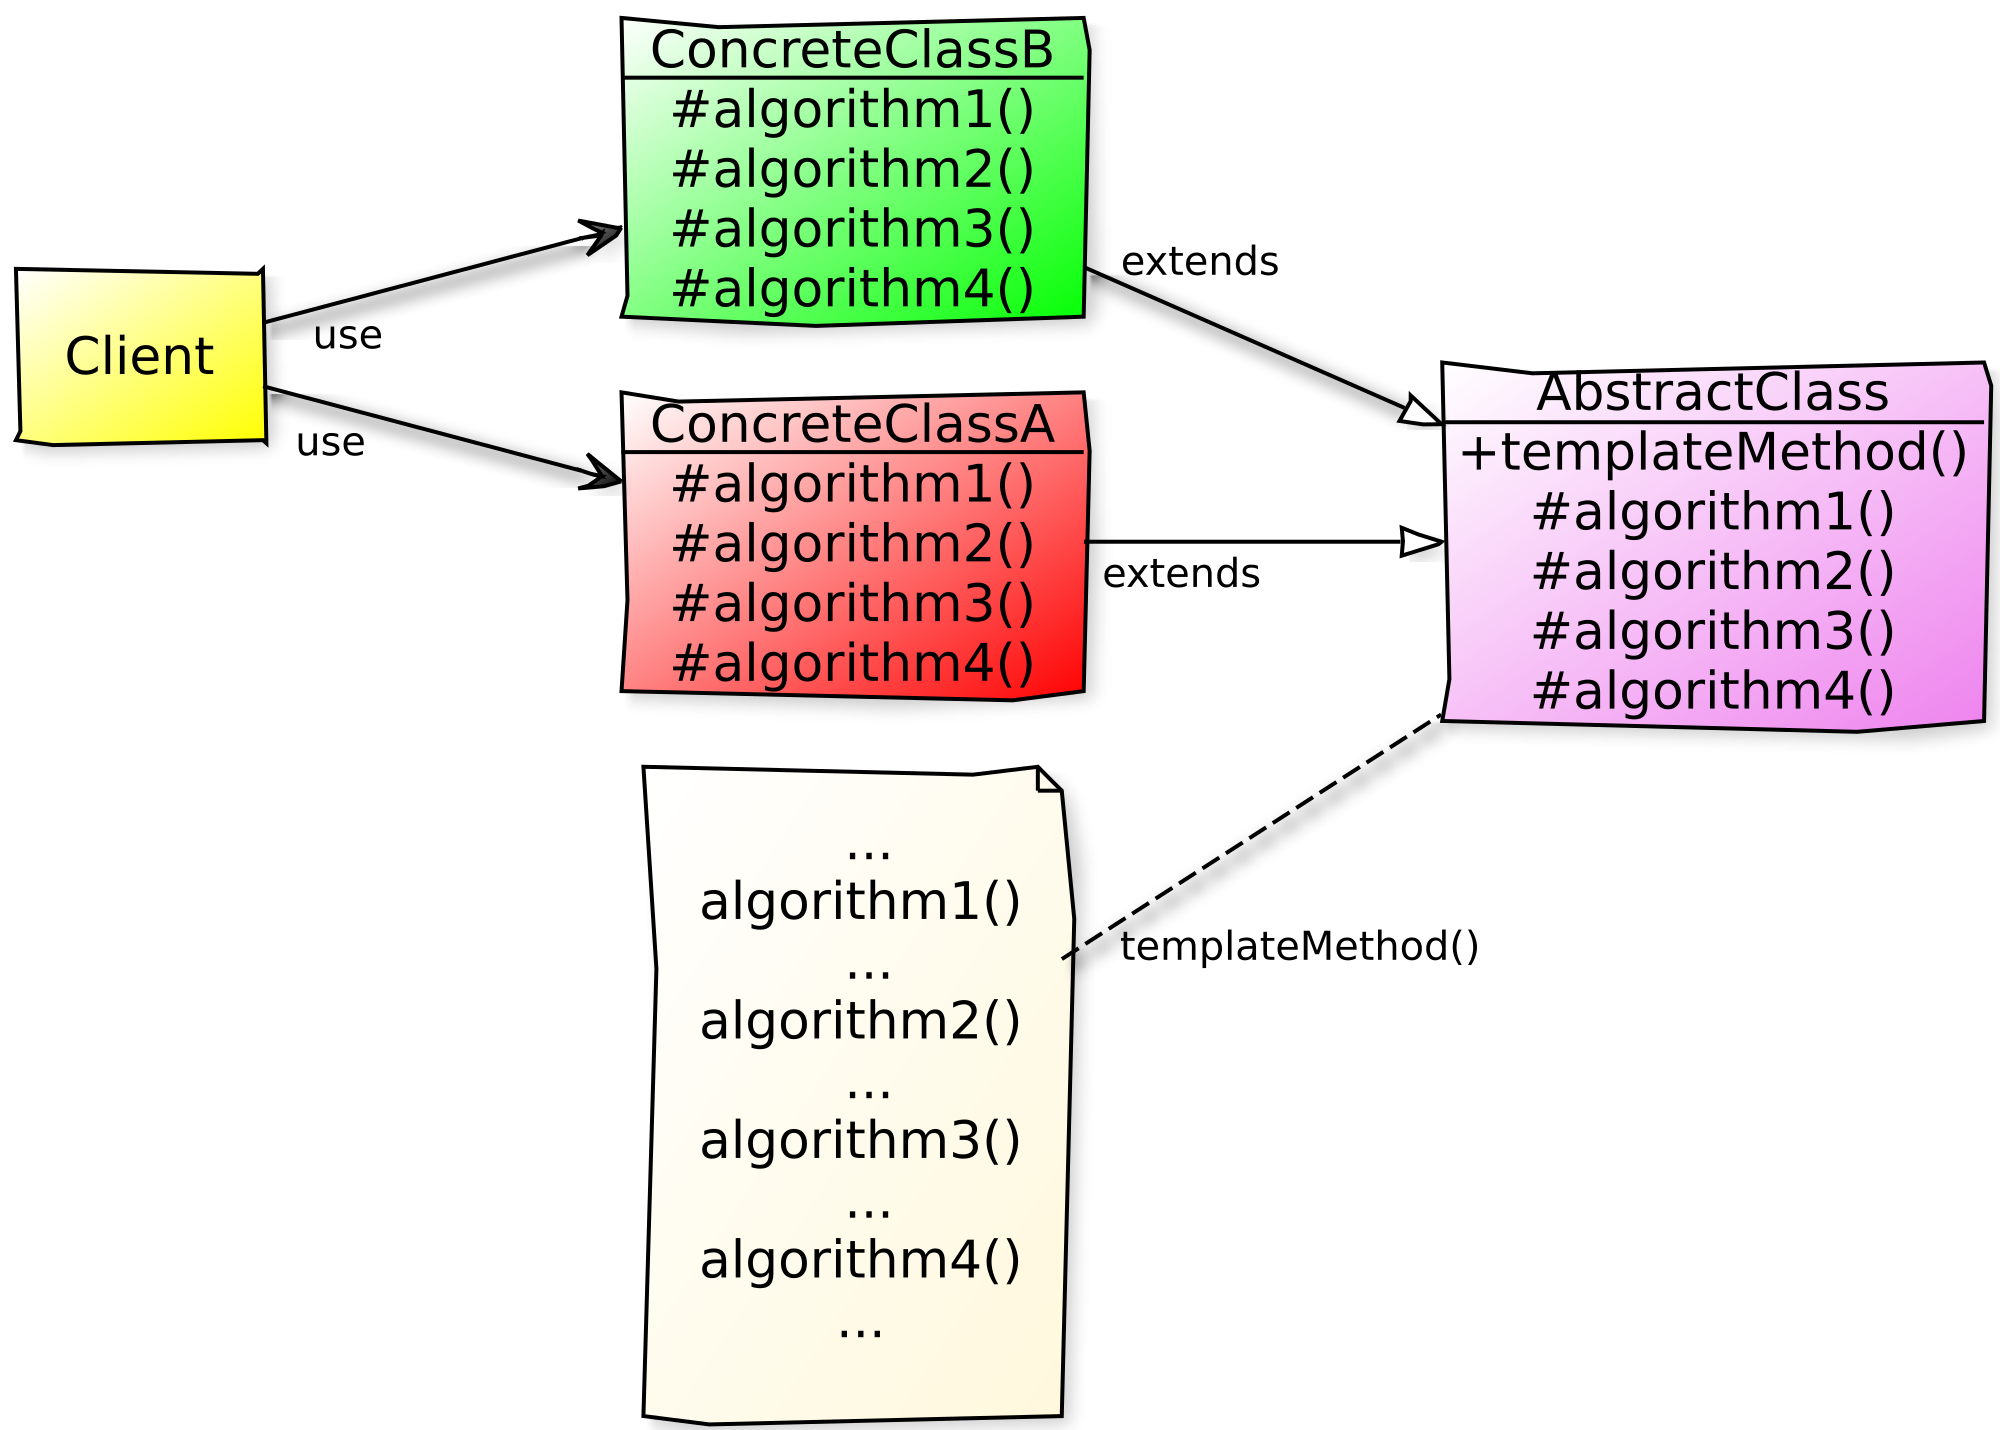 ConcreteClassB
#algorithm1()
#algorithm2()
#algorithm3()
#algorithm4()
extends
use
Client
use
ConcreteClassA
#algorithm1()
#algorithm2()
#algorithm3()
#algorithm4()
extends
AbstractClass
+templateMethod()
#algorithm1()
#algorithm2()
#algorithm3()
#algorithm4()
...
algorithm1()
...
algorithm2()
...
algorithm3()
...
algorithm4()
...
templateMethod()